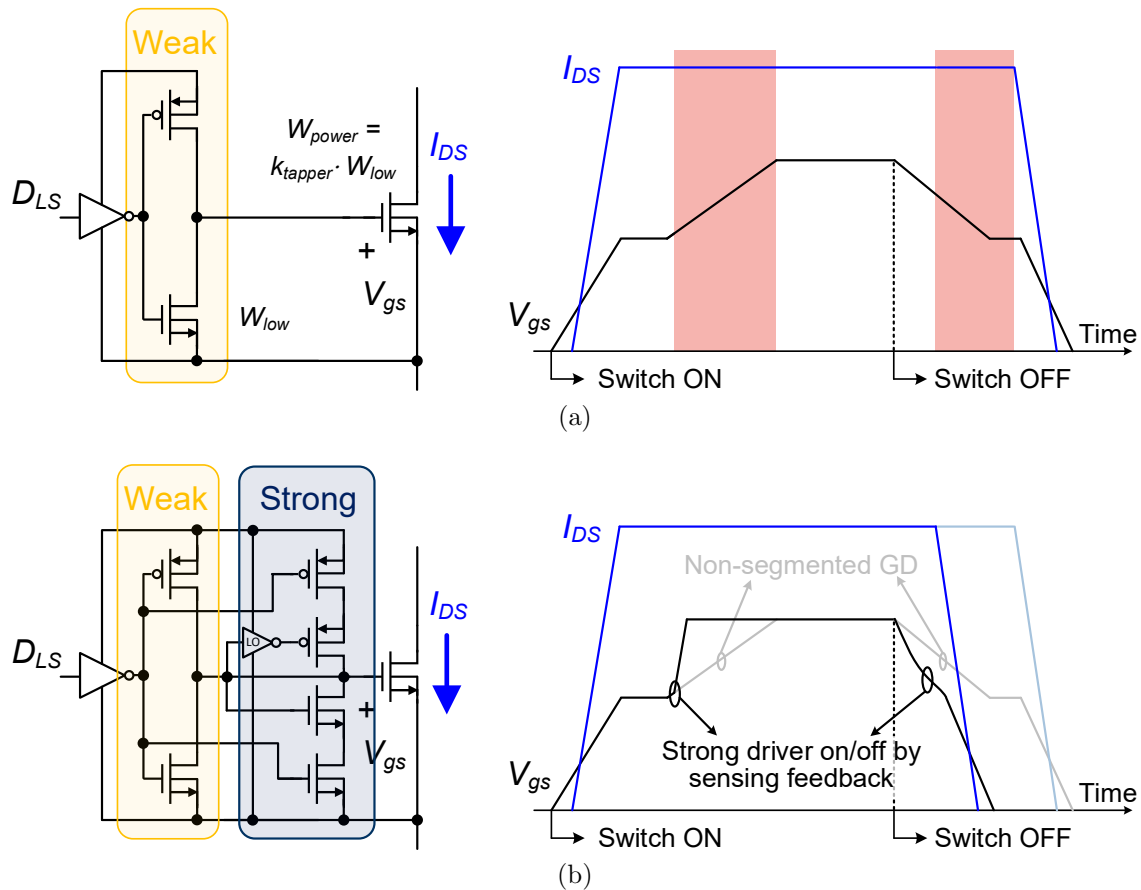 Weak
D_LS
W_power =
k_tapper · W_low
I_DS
+
V_gs
W_low
I_DS
V_gs
Time
Switch ON
Switch OFF
(a)
Weak
Strong
D_LS
LO
I_DS
+
V_gs
I_DS
Non-segmented GD
Strong driver on/off by
sensing feedback
V_gs
Time
Switch ON
Switch OFF
(b)